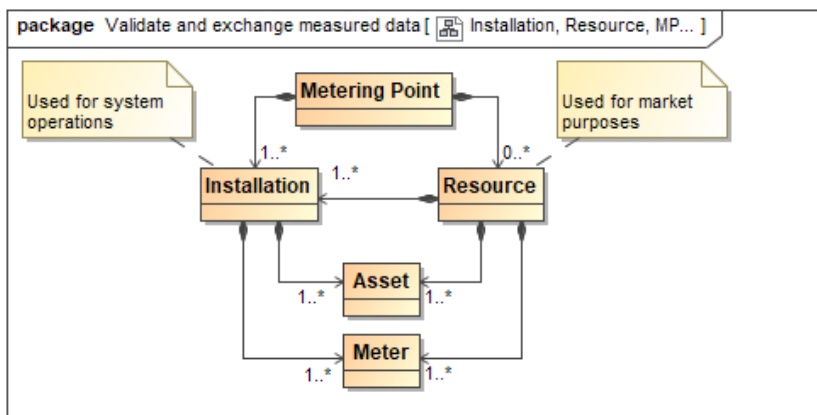 package Validate and exchange measured data [ Installation, Resource, MP... ]
Used for system
operations
Metering Point
Used for market
purposes
1..*
0..*
Installation
1..*
Resource
Asset
1..*
1..*
Meter
1..*
1..*